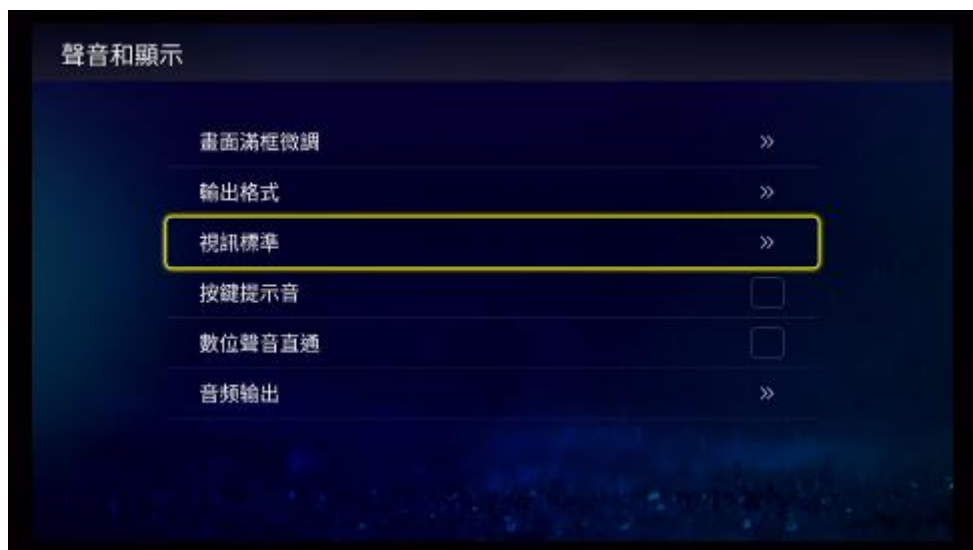 聲音和顯示
畫面滿框微調
輸出格式
視訊標準
按鍵提示音
數位聲音直通
音频输出